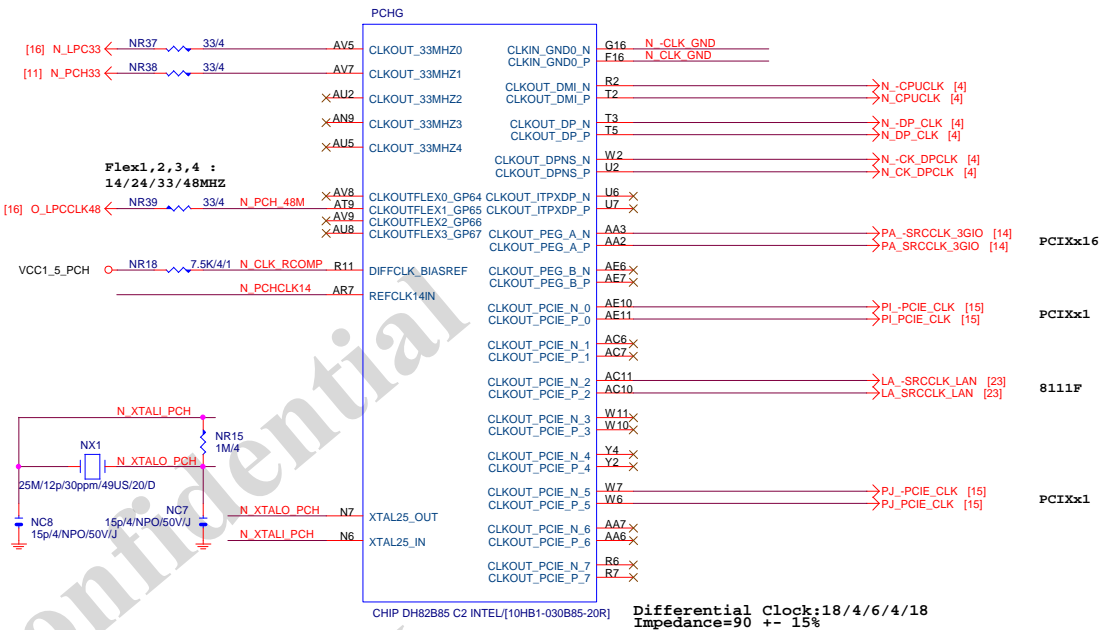 PCHG
[16] N_LPC33 NR37 33/4 AV5 CLKOUT_33MHZ0
[11] N_PCH33 NR38 33/4 AV7 CLKOUT_33MHZ1
AU2 CLKOUT_33MHZ2
AN9 CLKOUT_33MHZ3
AU5 CLKOUT_33MHZ4
Flex1,2,3,4 :
14/24/33/48MHZ
AV8 CLKOUTFLEX0_GP64
[16] O_LPCCLK48 NR39 33/4 N_PCH_48M AT9 CLKOUTFLEX1_GP65
AV9 CLKOUTFLEX2_GP66
AU8 CLKOUTFLEX3_GP67
VCC1_5_PCH NR18 7.5K/4/1 N_CLK_RCOMP R11 DIFFCLK_BIASREF
N_PCHCLK14 AR7 REFCLK14IN
N_XTALI_PCH
NR15
1M/4
NX1
N_XTALO_PCH
25M/12p/30ppm/49US/20/D
NC8
15p/4/NPO/50V/J
NC7
15p/4/NPO/50V/J
N_XTALO_PCH N7 XTAL25_OUT
N_XTALI_PCH N6 XTAL25_IN
CLKIN_GND0_N G16 N_-CLK_GND
CLKIN_GND0_P F16 N_CLK_GND
CLKOUT_DMI_N R2 N_-CPUCLK [4]
CLKOUT_DMI_P T2 N_CPUCLK [4]
CLKOUT_DP_N T3 N_-DP_CLK [4]
CLKOUT_DP_P T5 N_DP_CLK [4]
CLKOUT_DPNS_N W2 N_-CK_DPCLK [4]
CLKOUT_DPNS_P U2 N_CK_DPCLK [4]
CLKOUT_ITPXDP_N U6
CLKOUT_ITPXDP_P U7
CLKOUT_PEG_A_N AA3 PA_-SRCCLK_3GIO [14]
CLKOUT_PEG_A_P AA2 PA_SRCCLK_3GIO [14]
PCIXx16
CLKOUT_PEG_B_N AE6
CLKOUT_PEG_B_P AE7
CLKOUT_PCIE_N_0 AE10 PI_-PCIE_CLK [15]
CLKOUT_PCIE_P_0 AE11 PI_PCIE_CLK [15]
PCIXx1
CLKOUT_PCIE_N_1 AC6
CLKOUT_PCIE_P_1 AC7
CLKOUT_PCIE_N_2 AC11 LA_-SRCCLK_LAN [23]
CLKOUT_PCIE_P_2 AC10 LA_SRCCLK_LAN [23]
8111F
CLKOUT_PCIE_N_3 W11
CLKOUT_PCIE_P_3 W10
CLKOUT_PCIE_N_4 Y4
CLKOUT_PCIE_P_4 Y2
CLKOUT_PCIE_N_5 W7 PJ_-PCIE_CLK [15]
CLKOUT_PCIE_P_5 W6 PJ_PCIE_CLK [15]
PCIXx1
CLKOUT_PCIE_N_6 AA7
CLKOUT_PCIE_P_6 AA6
CLKOUT_PCIE_N_7 R6
CLKOUT_PCIE_P_7 R7
CHIP DH82B85 C2 INTEL/[10HB1-030B85-20R]
Differential Clock:18/4/6/4/18
Impedance=90 +- 15%
onfidential